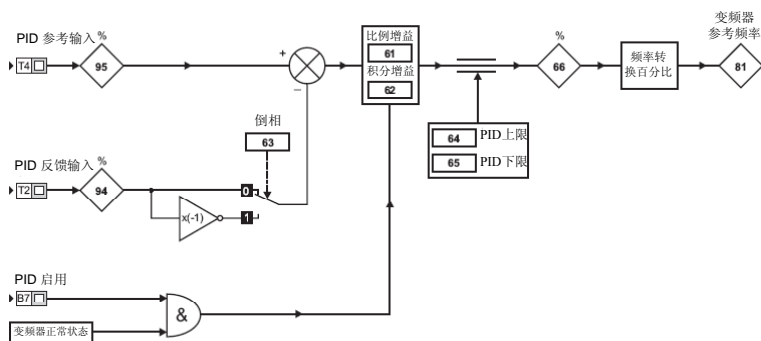 PID 参考输入
%
T4
95
+
−
比例增益
61
积分增益
62
%
66
频率转
换百分比
变频器
参考频率
81
64 PID上限
65 PID下限
倒相
63
PID 反馈输入
%
T2
94
0
1
x(-1)
PID 启用
B7
&
变频器正常状态